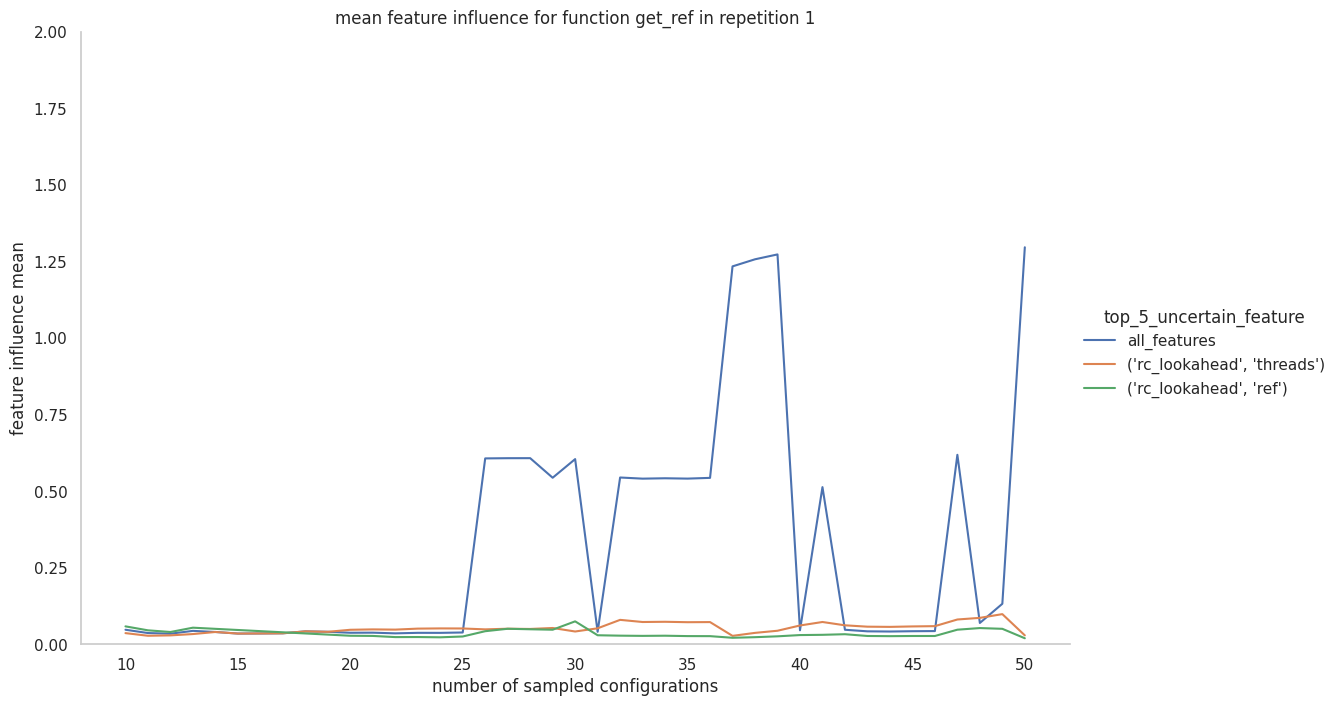 mean feature influence for function get_ref in repetition 1
2.00
1.75
1.50
1.25
1.00
0.75
0.50
0.25
0.00
feature influence mean
10 15 20 25 30 35 40 45 50
number of sampled configurations
top_5_uncertain_feature
all_features
('rc_lookahead', 'threads')
('rc_lookahead', 'ref')